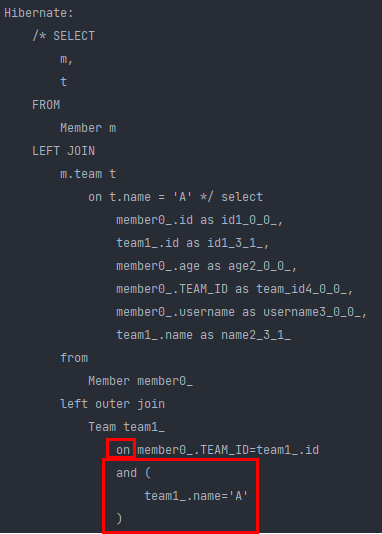 Hibernate:
/* SELECT
m,
t
FROM
Member m
LEFT JOIN
m.team t
on t.name = 'A' */ select
member0_.id as id1_0_0_,
team1_.id as id1_3_1_,
member0_.age as age2_0_0_,
member0_.TEAM_ID as team_id4_0_0_,
member0_.username as username3_0_0_,
team1_.name as name2_3_1_
from
Member member0_
left outer join
Team team1_
on member0_.TEAM_ID=team1_.id
and (
team1_.name='A'
)